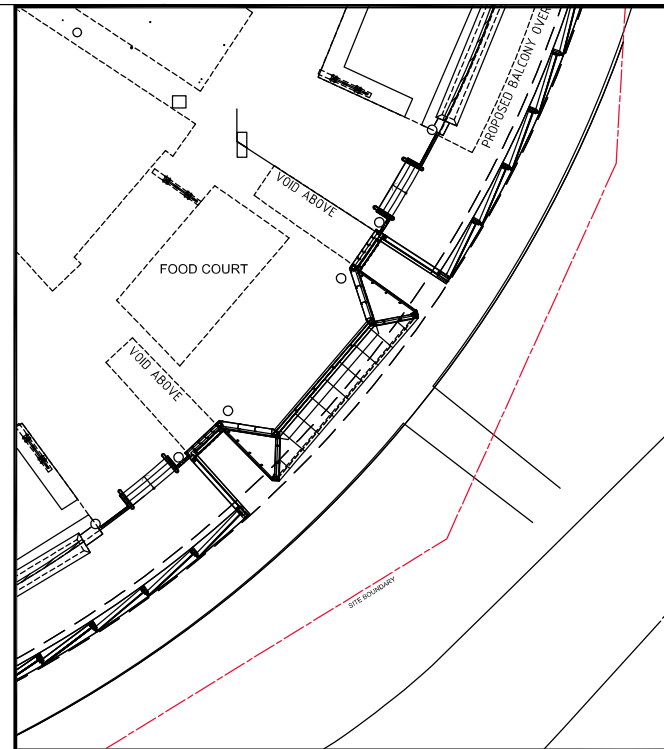 PROPOSED BALCONY OVER
VOID ABOVE
FOOD COURT
VOID ABOVE
SITE BOUNDARY